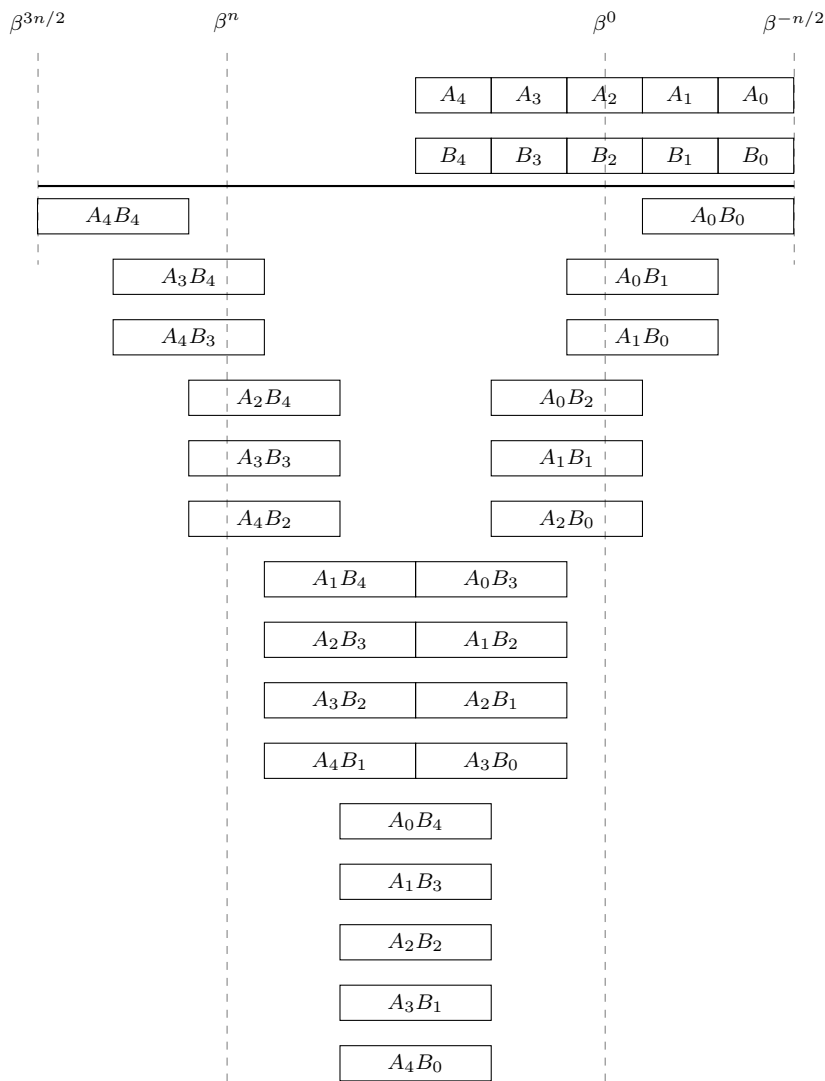 β^{3n/2} β^n β^0 β^{−n/2}
A_4 A_3 A_2 A_1 A_0
B_4 B_3 B_2 B_1 B_0
A_4B_4 A_0B_0
A_3B_4 A_0B_1
A_4B_3 A_1B_0
A_2B_4 A_0B_2
A_3B_3 A_1B_1
A_4B_2 A_2B_0
A_1B_4 A_0B_3
A_2B_3 A_1B_2
A_3B_2 A_2B_1
A_4B_1 A_3B_0
A_0B_4
A_1B_3
A_2B_2
A_3B_1
A_4B_0